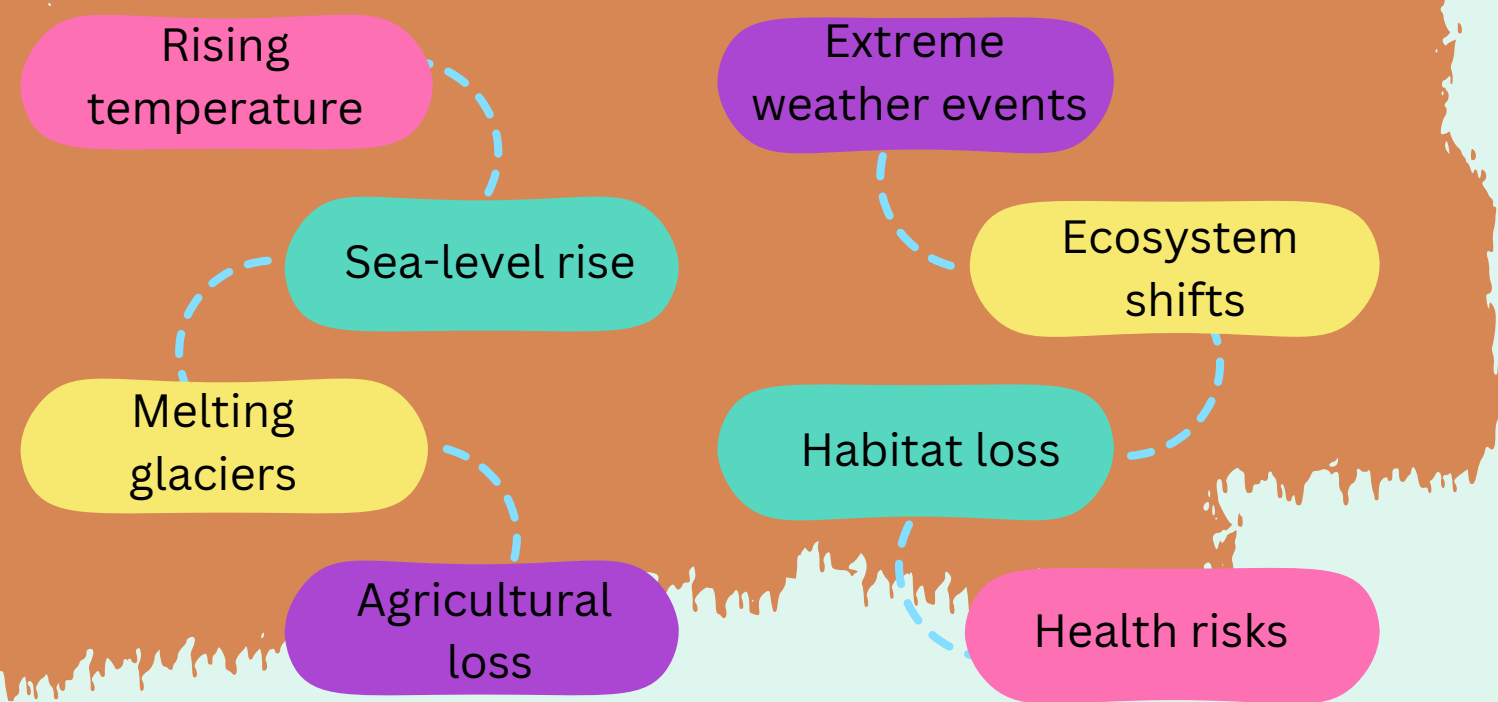 Rising
temperature
Sea-level rise
Melting
glaciers
Agricultural
loss
Extreme
weather events
Ecosystem
shifts
Habitat loss
Health risks